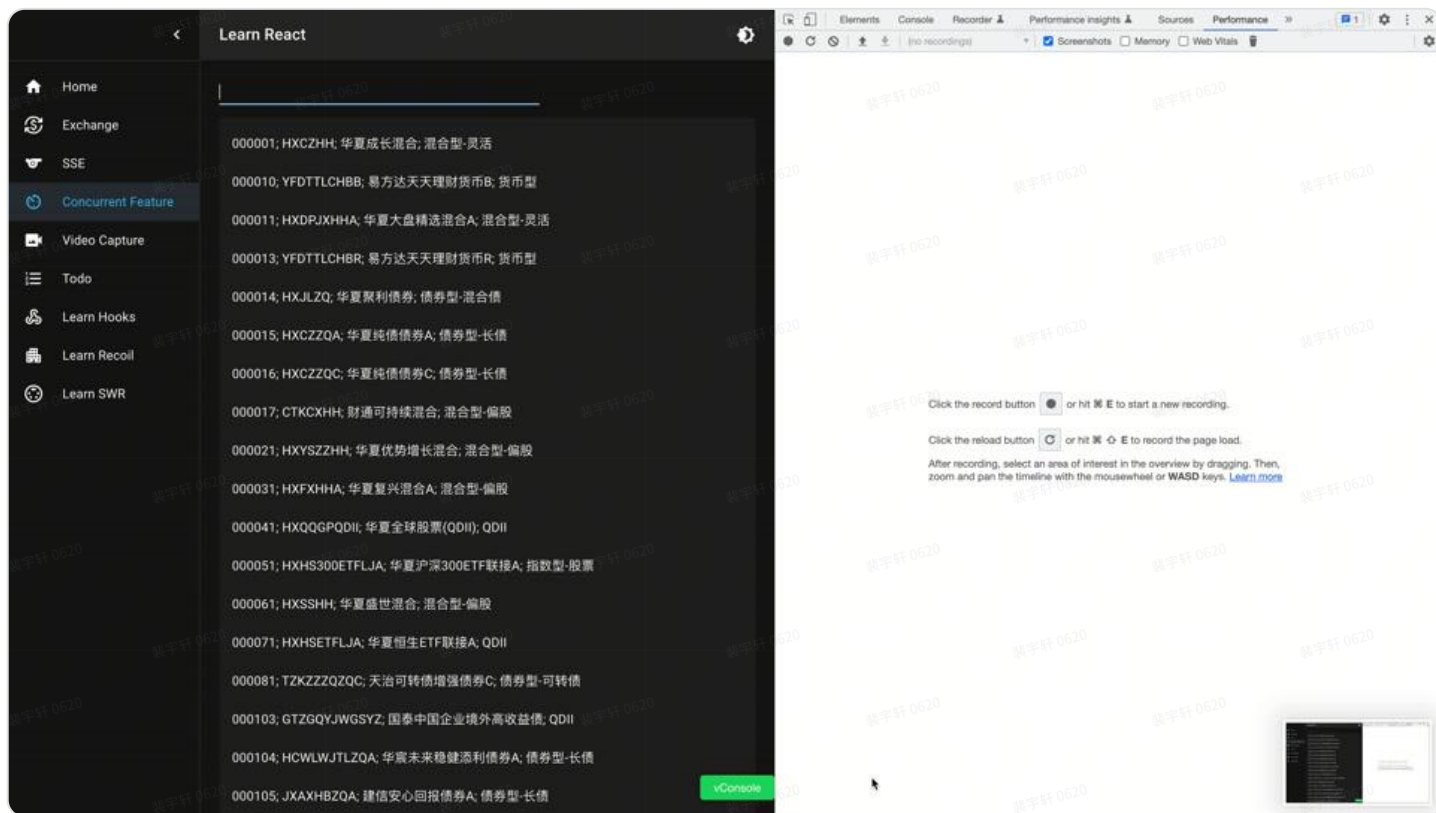 Learn React
Home
Exchange
SSE
Concurrent Feature
Video Capture
Todo
Learn Hooks
Learn Recoil
Learn SWR
000001; HXCZHH; 华夏成长混合; 混合型-灵活
000010; YFDTTLCHBB; 易方达天天理财货币B; 货币型
000011; HXDPJXHHA; 华夏大盘精选混合A; 混合型-灵活
000013; YFDTTLCHBR; 易方达天天理财货币R; 货币型
000014; HXJLZQ; 华夏聚利债券; 债券型-混合债
000015; HXCZZQA; 华夏纯债债券A; 债券型-长债
000016; HXCZZQC; 华夏纯债债券C; 债券型-长债
000017; CTKCXHH; 财通可持续混合; 混合型-偏股
000021; HXYSZZHH; 华夏优势增长混合; 混合型-偏股
000031; HXFXHHA; 华夏复兴混合A; 混合型-偏股
000041; HXQQGPQDII; 华夏全球股票(QDII); QDII
000051; HXHS300ETFLJA; 华夏沪深300ETF联接A; 指数型-股票
000061; HXSSHH; 华夏盛世混合; 混合型-偏股
000071; HXHSETFLJA; 华夏恒生ETF联接A; QDII
000081; TZKZZZQZQC; 天治可转债增强债券C; 债券型-可转债
000103; GTZGQYJWGSYZ; 国泰中国企业境外高收益债; QDII
000104; HCWLWJTLZQA; 华宸未来稳健添利债券A; 债券型-长债
000105; JXAXHBZQA; 建信安心回报债券A; 债券型-长债
vConsole
Elements Console Recorder Performance insights Sources Performance » 1
(no recordings) Screenshots Memory Web Vitals
Click the record button or hit ⌘ E to start a new recording.
Click the reload button or hit ⌘ ⇧ E to record the page load.
After recording, select an area of interest in the overview by dragging. Then,
zoom and pan the timeline with the mousewheel or WASD keys. Learn more